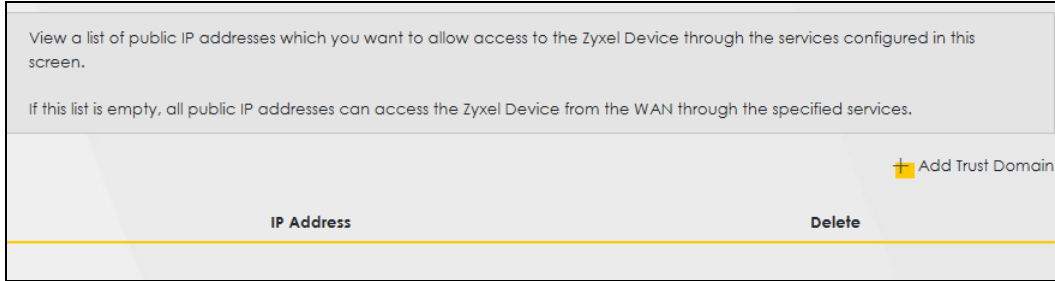 View a list of public IP addresses which you want to allow access to the Zyxel Device through the services configured in this
screen.
If this list is empty, all public IP addresses can access the Zyxel Device from the WAN through the specified services.
Add Trust Domain
IP Address Delete